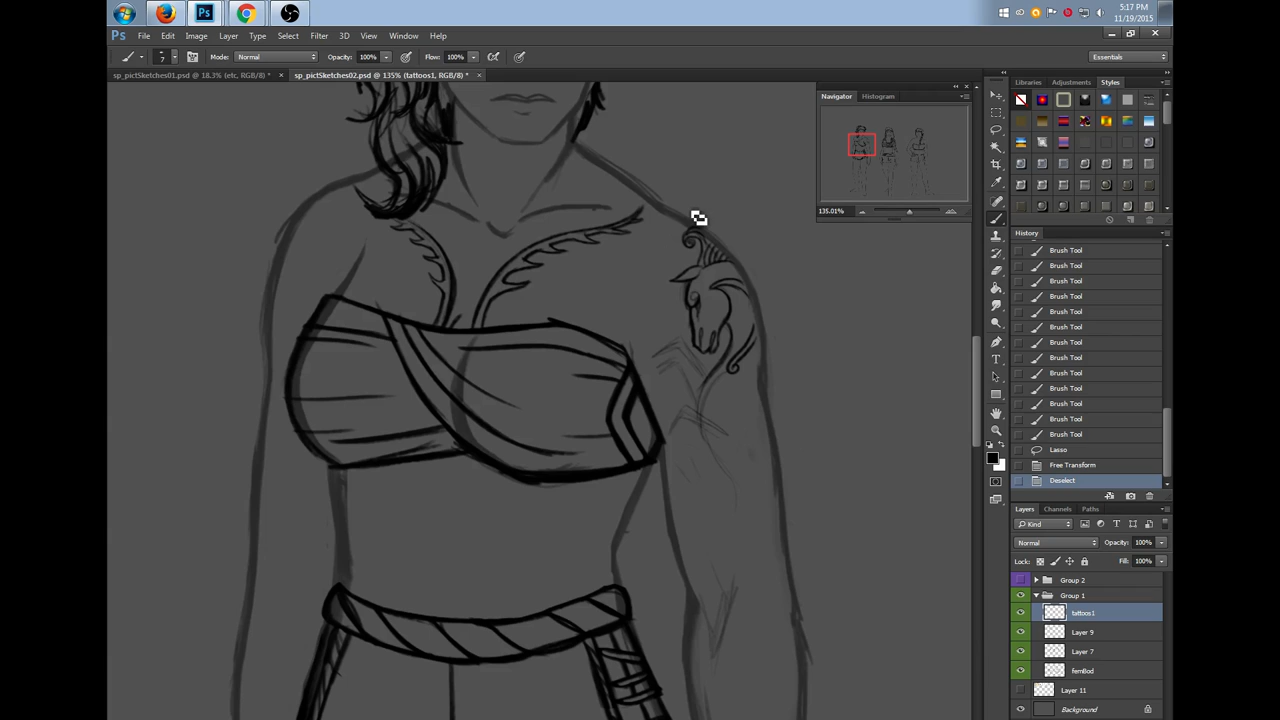 5:17 PM
11/19/2015
Ps File Edit Image Layer Type Select Filter 3D View Window Help
7 Mode: Normal Opacity: 100% Flow: 100% Essentials
sp_pictSketches01.psd @ 18.3% (etc, RGB/8) * × sp_pictSketches02.psd @ 135% (tattoos1, RGB/8) * ×
Libraries Adjustments Styles
Navigator Histogram
135.01%
History
Brush Tool
Brush Tool
Brush Tool
Brush Tool
Brush Tool
Brush Tool
Brush Tool
Brush Tool
Brush Tool
Brush Tool
Brush Tool
Brush Tool
Brush Tool
Lasso
Free Transform
Deselect
Layers Channels Paths
Kind
Normal Opacity: 100%
Lock: Fill: 100%
Group 2
Group 1
tattoos1
Layer 9
Layer 7
femBod
Layer 11
Background